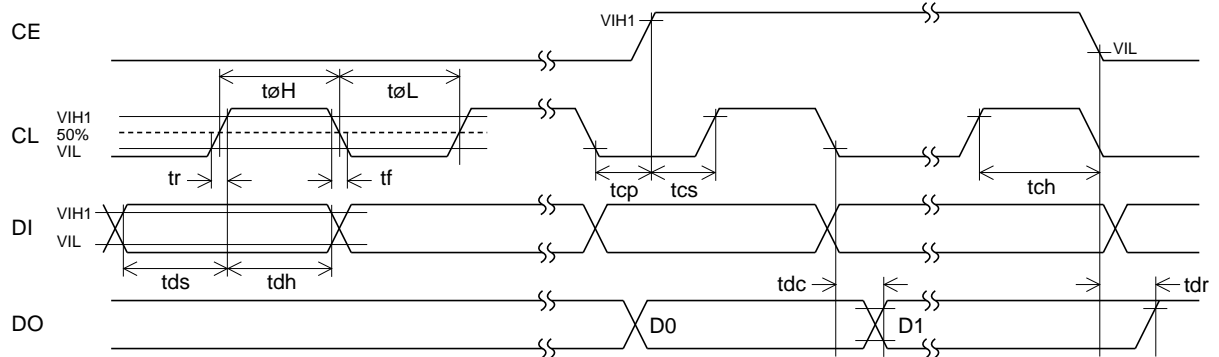 CE
VIH1
VIL
tøH
tøL
CL
VIH1
50%
VIL
tr
tf
tcp
tcs
tch
DI
VIH1
VIL
tds
tdh
tdc
tdr
DO
D0
D1